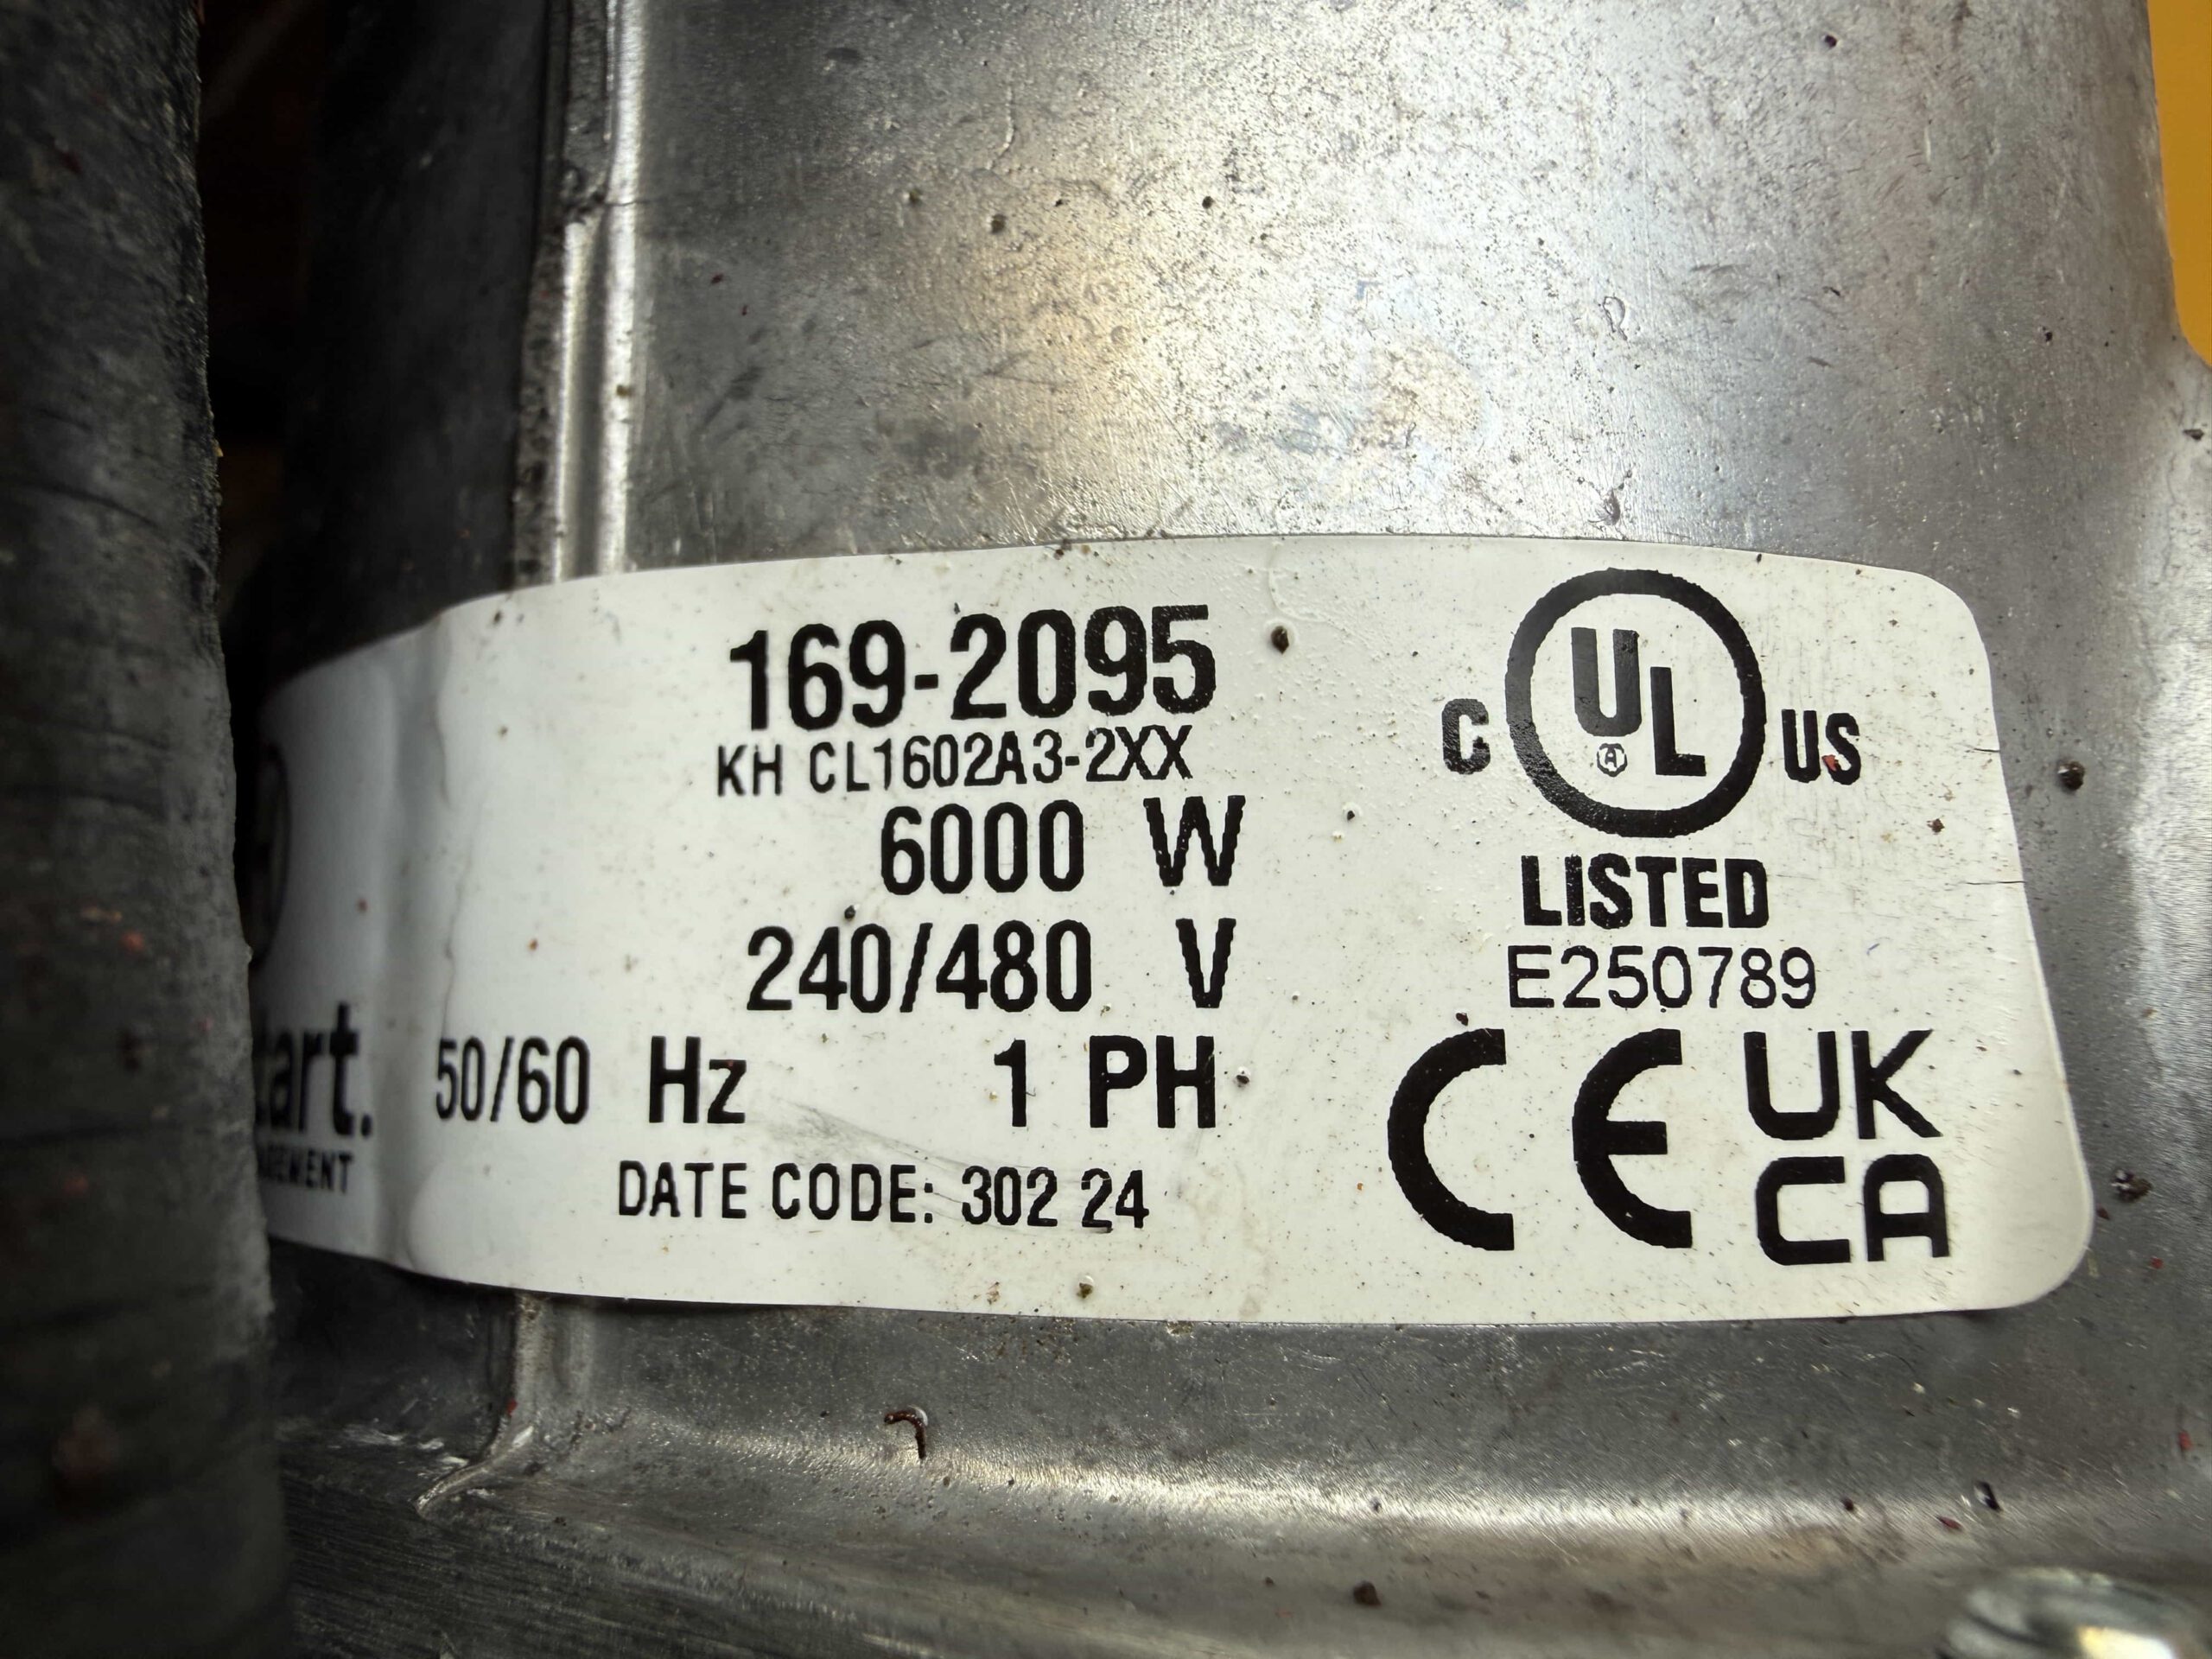 169-2095
KH CL1602A3-2XX
6000 W
240/480 V
50/60 Hz 1 PH
DATE CODE: 302 24
C UL US
LISTED
E250789
CE
UK
CA